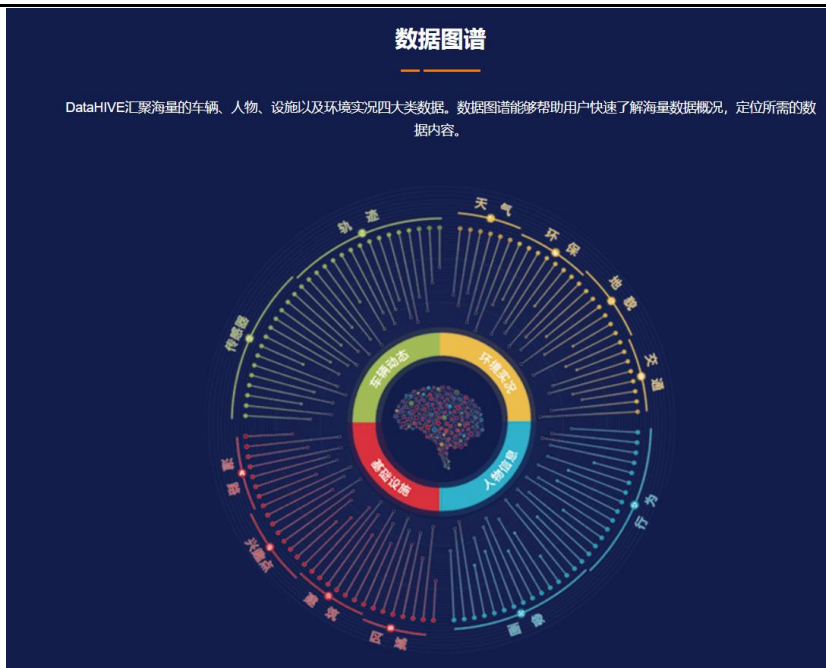 数据图谱
DataHIVE汇聚海量的车辆、人物、设施以及环境实况四大类数据。数据图谱能够帮助用户快速了解海量数据概况，定位所需的数
据内容。
天气
轨迹
环保
地貌
传感器
交通
车辆动态
环境实况
基础设施
人物信息
道路
行为
兴趣点
建筑
区域
画像